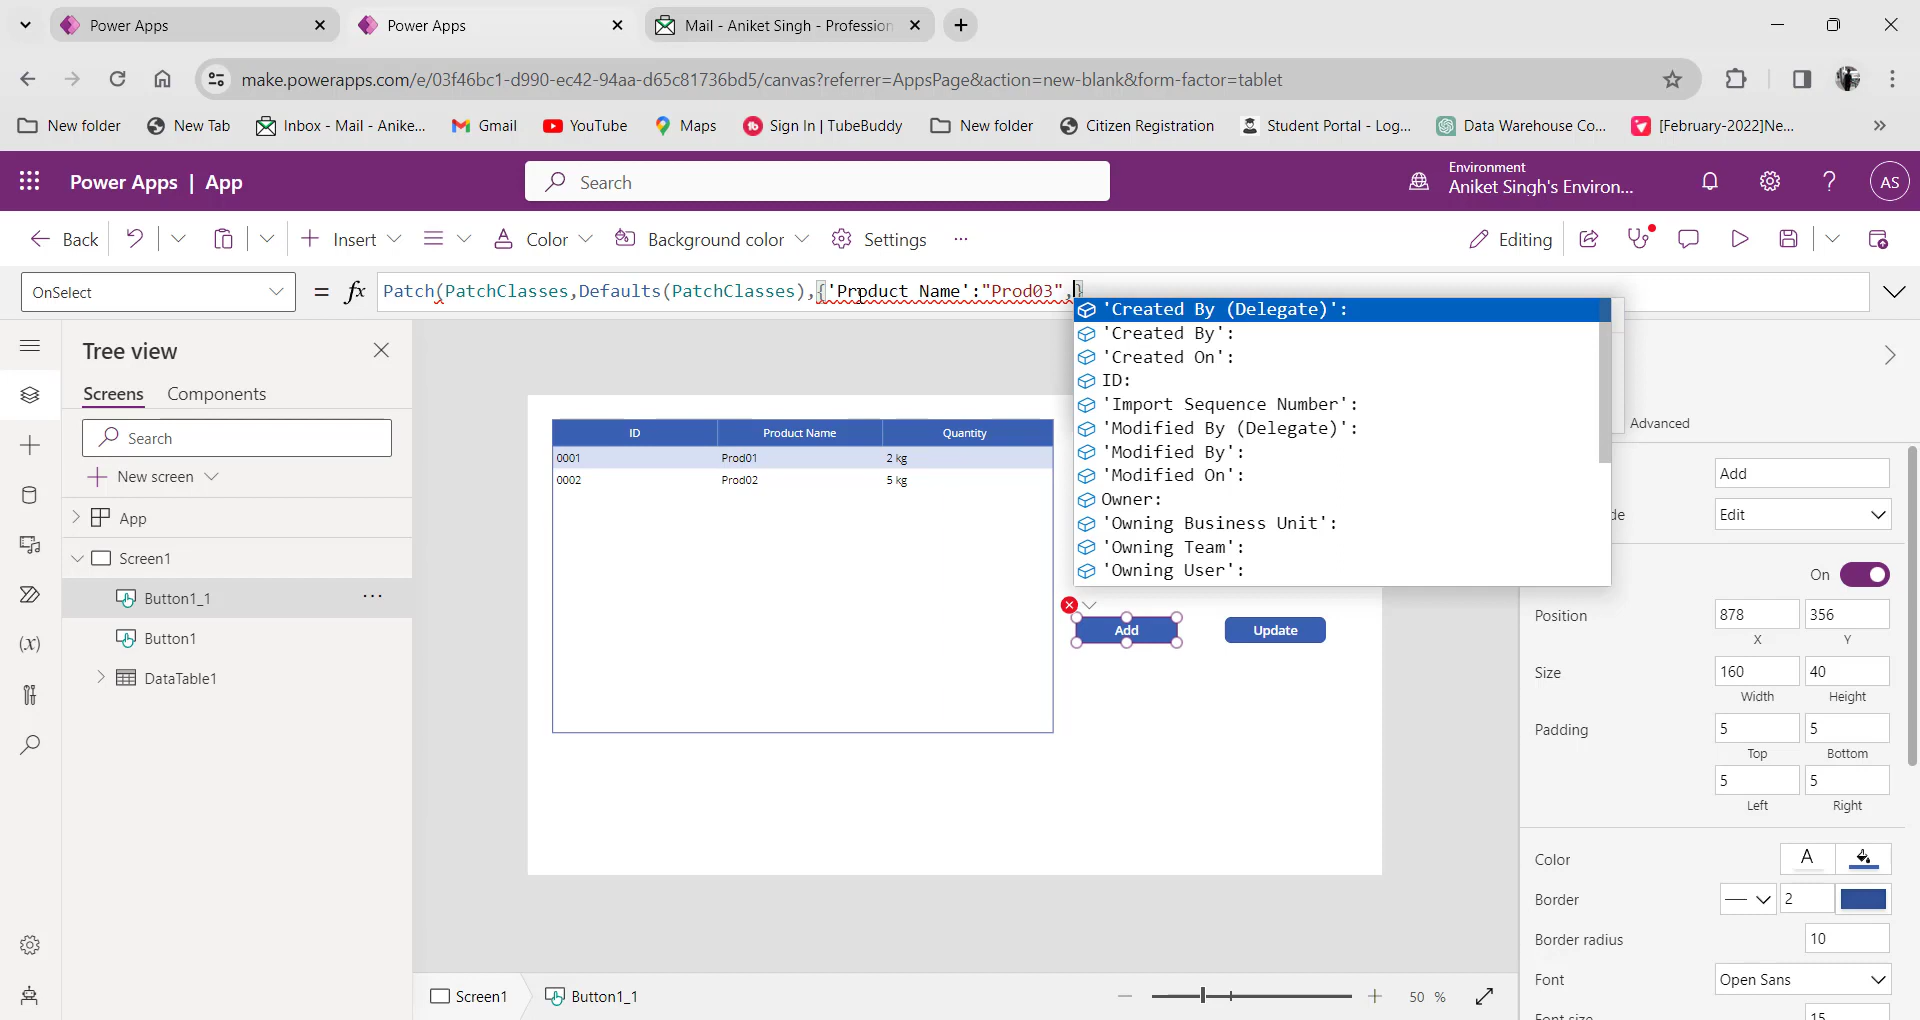 Power Apps
Power Apps
Mail - Aniket Singh - Profession
make.powerapps.com/e/03f46bc1-d990-ec42-94aa-d65c81736bd5/canvas?referrer=AppsPage&action=new-blank&form-factor=tablet
New folder
New Tab
Inbox - Mail - Anike...
Gmail
YouTube
Maps
Sign In | TubeBuddy
New folder
Citizen Registration
Student Portal - Log...
Data Warehouse Co...
[February-2022]Ne...
Power Apps | App
Search
Environment
Aniket Singh's Environ...
AS
Back
Insert
Color
Background color
Settings
Editing
OnSelect
= fx
Patch(PatchClasses,Defaults(PatchClasses),{'Product Name':"Prod03",}
'Created By (Delegate)':
'Created By':
'Created On':
ID:
'Import Sequence Number':
'Modified By (Delegate)':
'Modified By':
'Modified On':
Owner:
'Owning Business Unit':
'Owning Team':
'Owning User':
Tree view
Screens
Components
Search
New screen
App
Screen1
Button1_1
Button1
DataTable1
(x)
ID Product Name Quantity
0001 Prod01 2 kg
0002 Prod02 5 kg
Add
Update
Advanced
Add
de
Edit
On
Position
878
356
X
Y
Size
160
40
Width
Height
Padding
5
5
Top
Bottom
5
5
Left
Right
Color
A
Border
2
Border radius
10
Font
Open Sans
Font size
15
Screen1
Button1_1
50 %